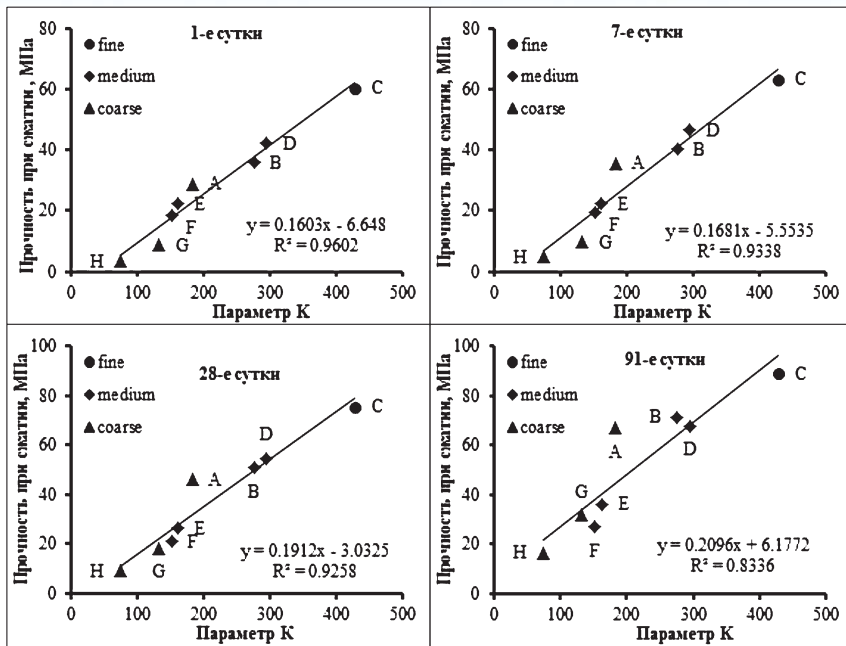 1-е сутки
Прочность при сжатии, МПа
80
60
40
20
0
fine
medium
coarse
C
D
B
A
E
F
G
H
y = 0.1603x - 6.648
R² = 0.9602
0 100 200 300 400 500
Параметр К
7-е сутки
Прочность при сжатии, МПа
80
60
40
20
0
fine
medium
coarse
C
D
B
A
E
F
G
H
y = 0.1681x - 5.5535
R² = 0.9338
0 100 200 300 400 500
Параметр К
28-е сутки
Прочность при сжатии, МПа
100
80
60
40
20
0
fine
medium
coarse
C
D
B
A
E
F
G
H
y = 0.1912x - 3.0325
R² = 0.9258
0 100 200 300 400 500
Параметр К
91-е сутки
Прочность при сжатии, МПа
100
80
60
40
20
0
fine
medium
coarse
C
B
D
A
G
E
F
H
y = 0.2096x + 6.1772
R² = 0.8336
0 100 200 300 400 500
Параметр К